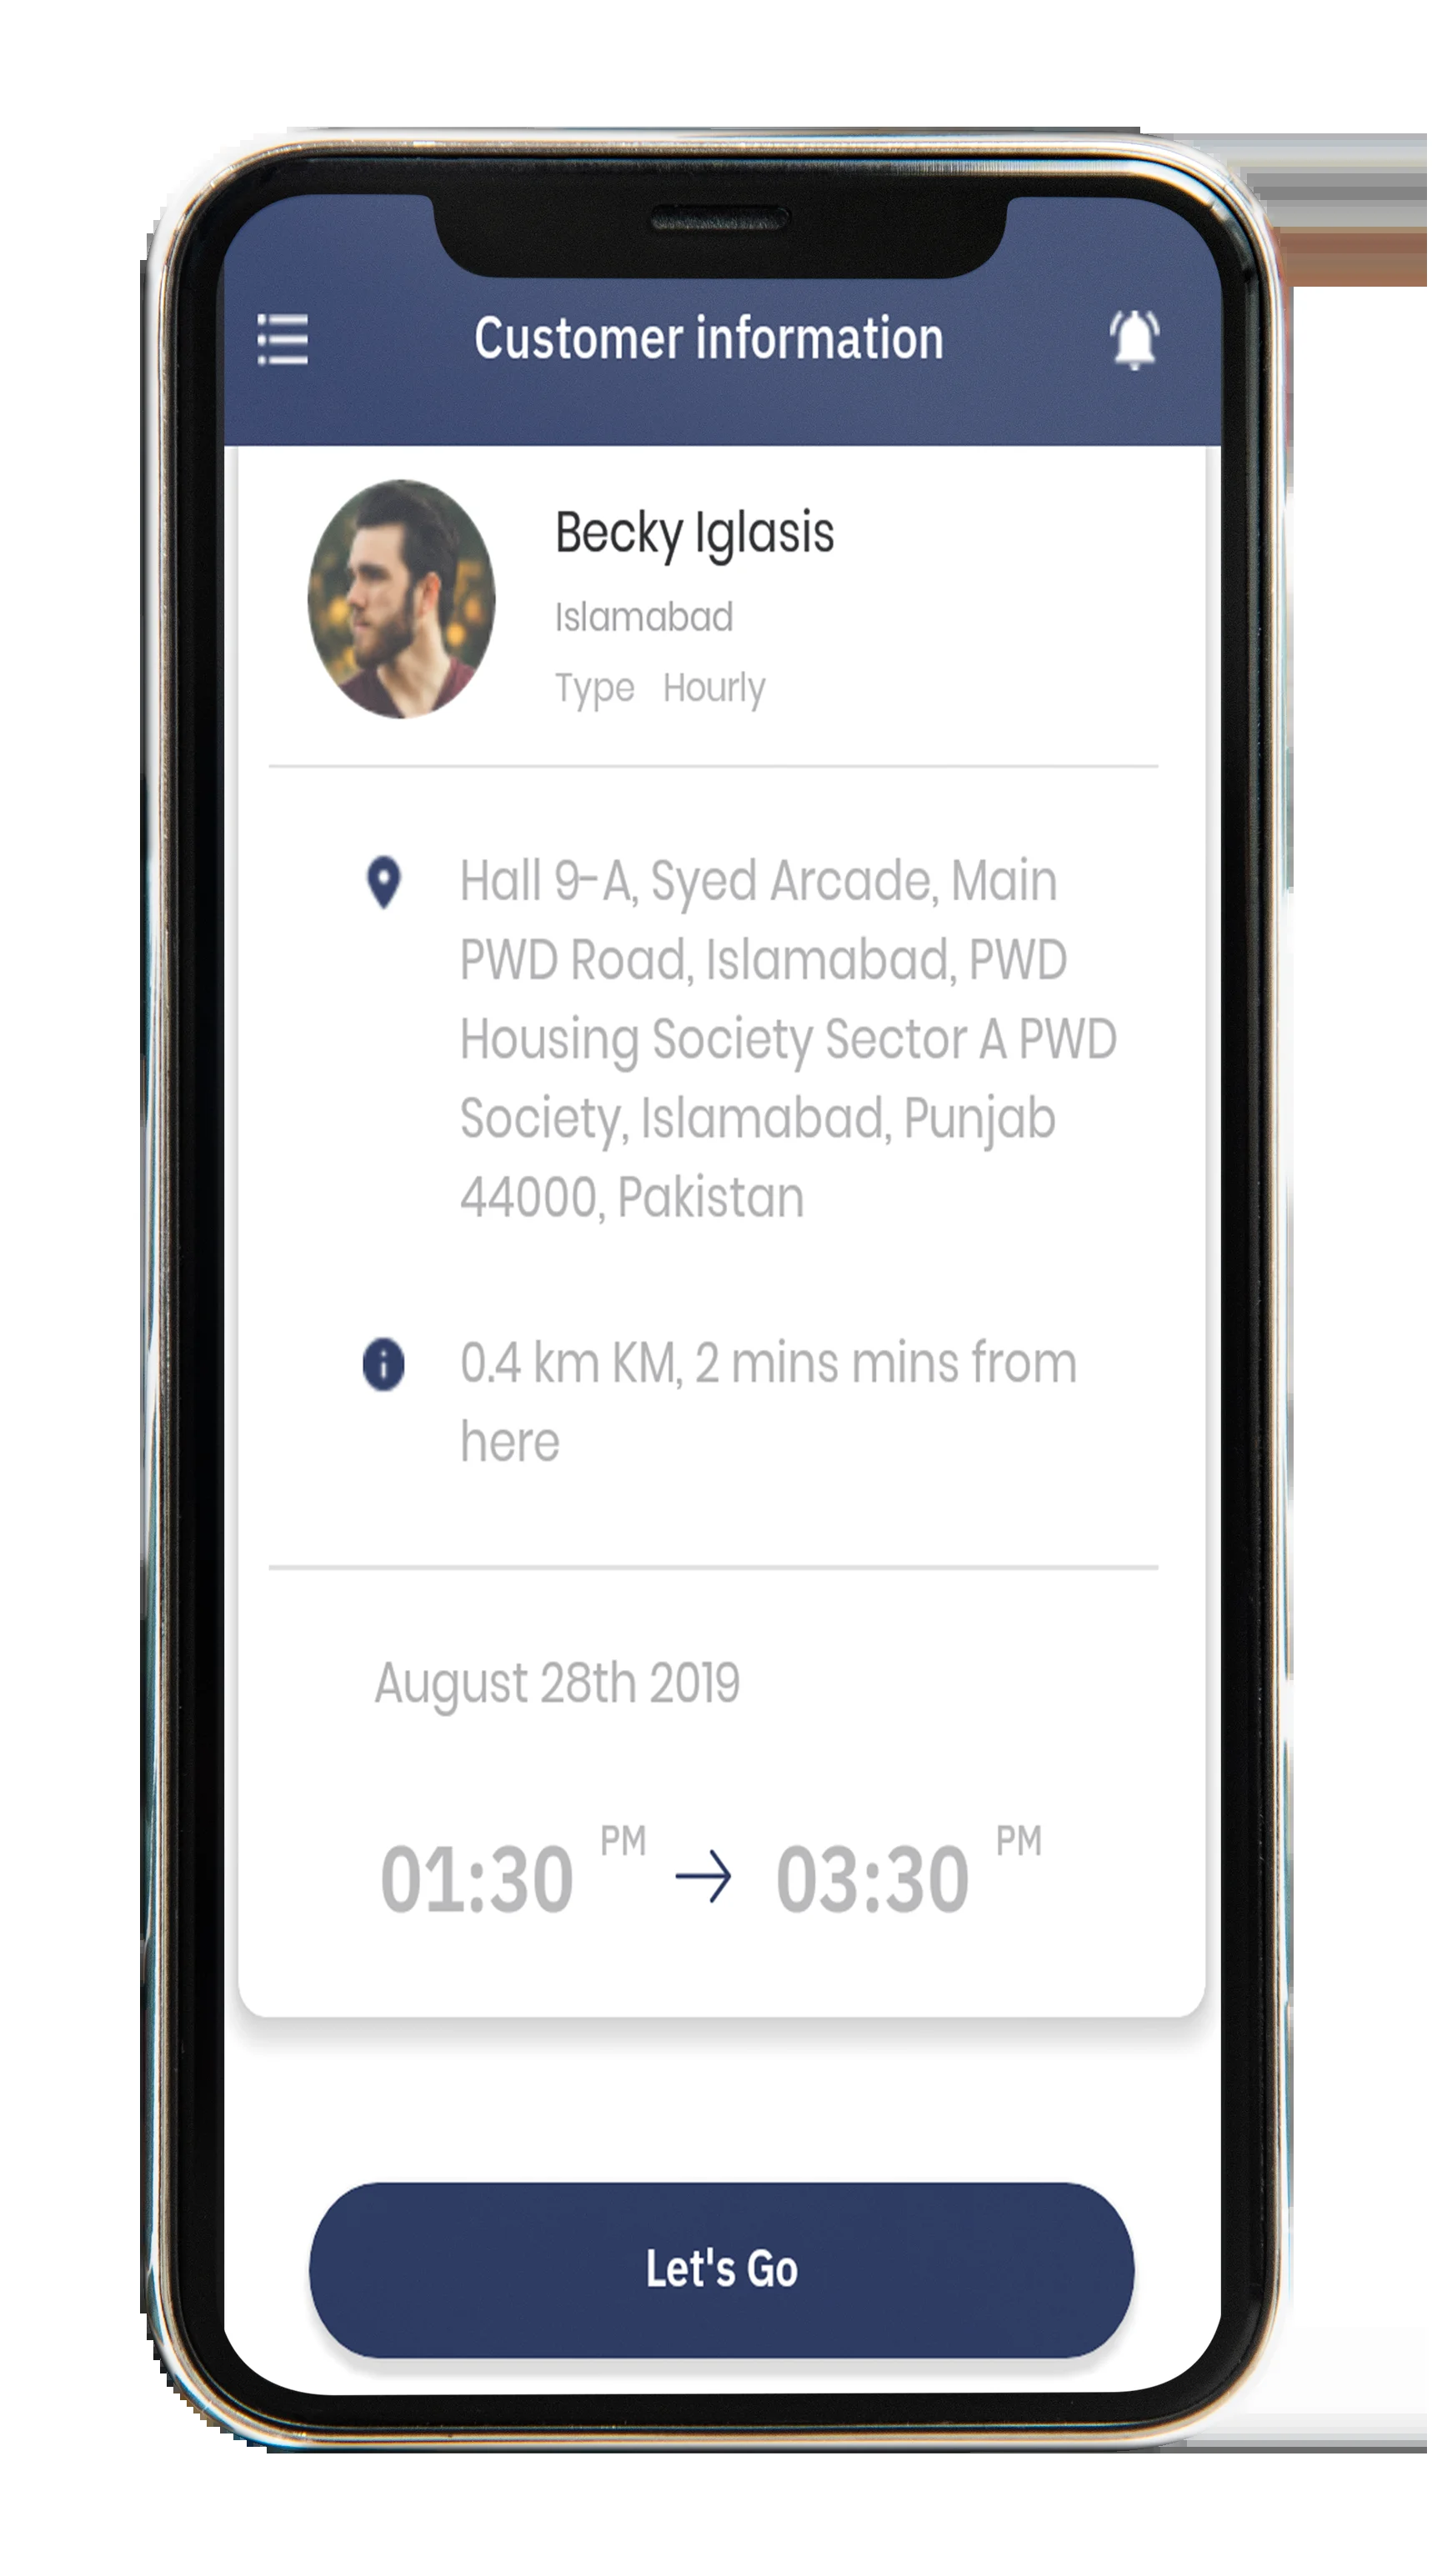 Customer information
Becky Iglasis
Islamabad
Type Hourly
Hall 9-A, Syed Arcade, Main
PWD Road, Islamabad, PWD
Housing Society Sector A PWD
Society, Islamabad, Punjab
44000, Pakistan
0.4 km KM, 2 mins mins from
here
August 28th 2019
01:30 PM → 03:30 PM
Let's Go